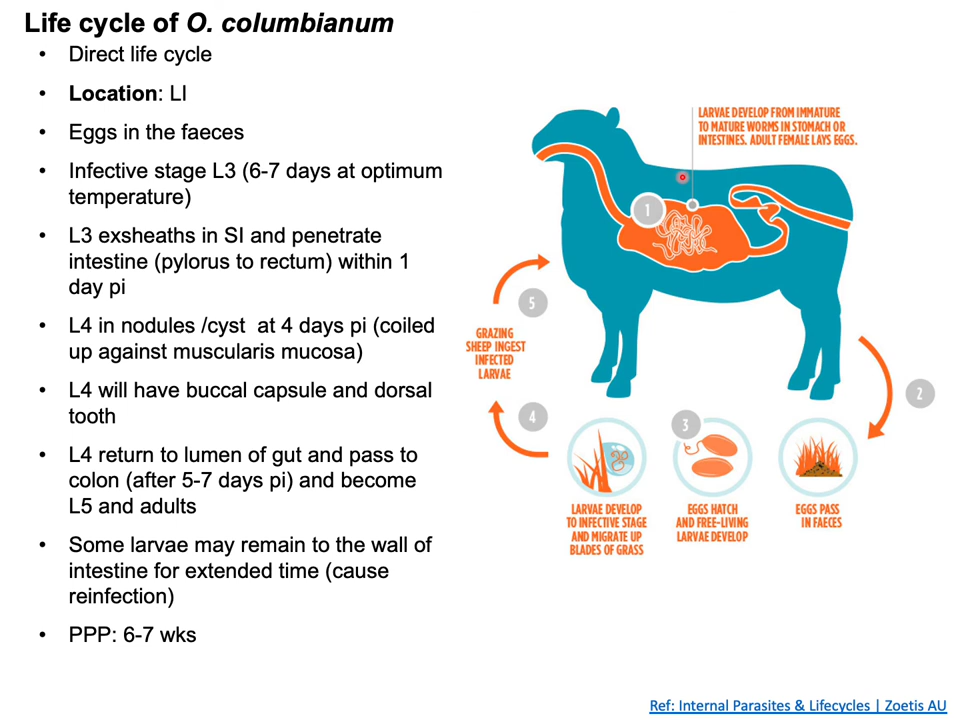 Life cycle of O. columbianum
• Direct life cycle
• Location: LI
• Eggs in the faeces
• Infective stage L3 (6-7 days at optimum
temperature)
• L3 exsheaths in SI and penetrate
intestine (pylorus to rectum) within 1
day pi
• L4 in nodules /cyst  at 4 days pi (coiled
up against muscularis mucosa)
• L4 will have buccal capsule and dorsal
tooth
• L4 return to lumen of gut and pass to
colon (after 5-7 days pi) and become
L5 and adults
• Some larvae may remain to the wall of
intestine for extended time (cause
reinfection)
• PPP: 6-7 wks
LARVAE DEVELOP FROM IMMATURE
TO MATURE WORMS IN STOMACH OR
INTESTINES. ADULT FEMALE LAYS EGGS.
1
5
GRAZING
SHEEP INGEST
INFECTED
LARVAE
2
4
3
LARVAE DEVELOP
TO INFECTIVE STAGE
AND MIGRATE UP
BLADES OF GRASS
EGGS HATCH
AND FREE-LIVING
LARVAE DEVELOP
EGGS PASS
IN FAECES
Ref: Internal Parasites & Lifecycles | Zoetis AU